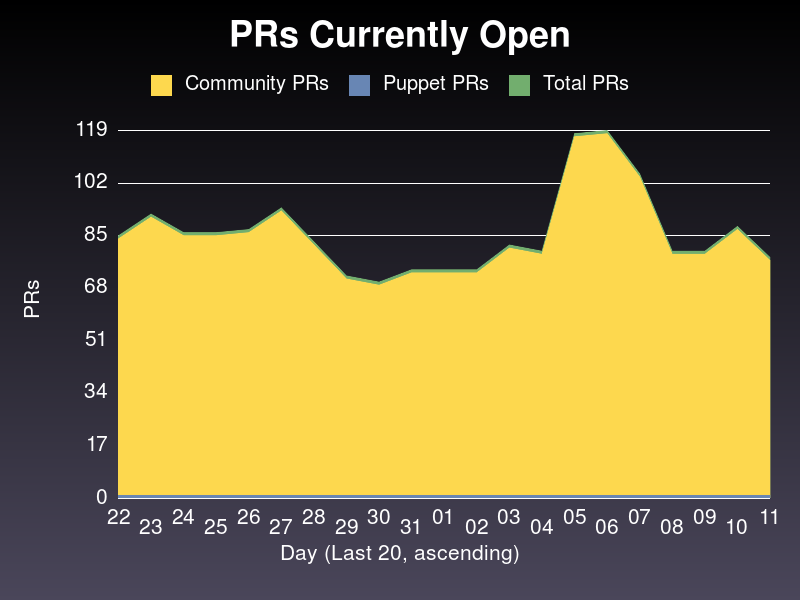 PRs Currently Open
Community PRs Puppet PRs Total PRs
119
102
85
68
51
34
17
0
PRs
22 23 24 25 26 27 28 29 30 31 01 02 03 04 05 06 07 08 09 10 11
Day (Last 20, ascending)